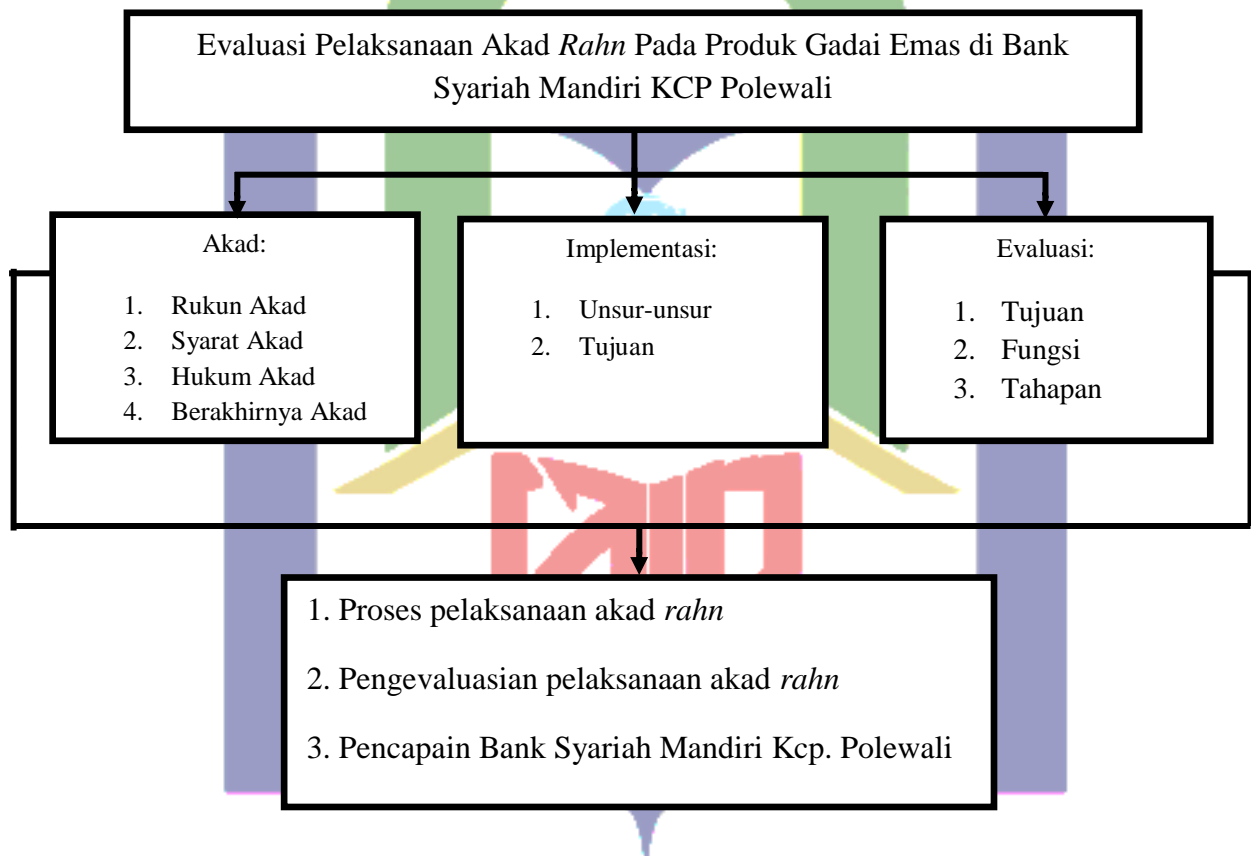 Evaluasi Pelaksanaan Akad Rahn Pada Produk Gadai Emas di Bank
Syariah Mandiri KCP Polewali
Akad:
1. Rukun Akad
2. Syarat Akad
3. Hukum Akad
4. Berakhirnya Akad
Implementasi:
1. Unsur-unsur
2. Tujuan
Evaluasi:
1. Tujuan
2. Fungsi
3. Tahapan
1. Proses pelaksanaan akad rahn
2. Pengevaluasian pelaksanaan akad rahn
3. Pencapain Bank Syariah Mandiri Kcp. Polewali